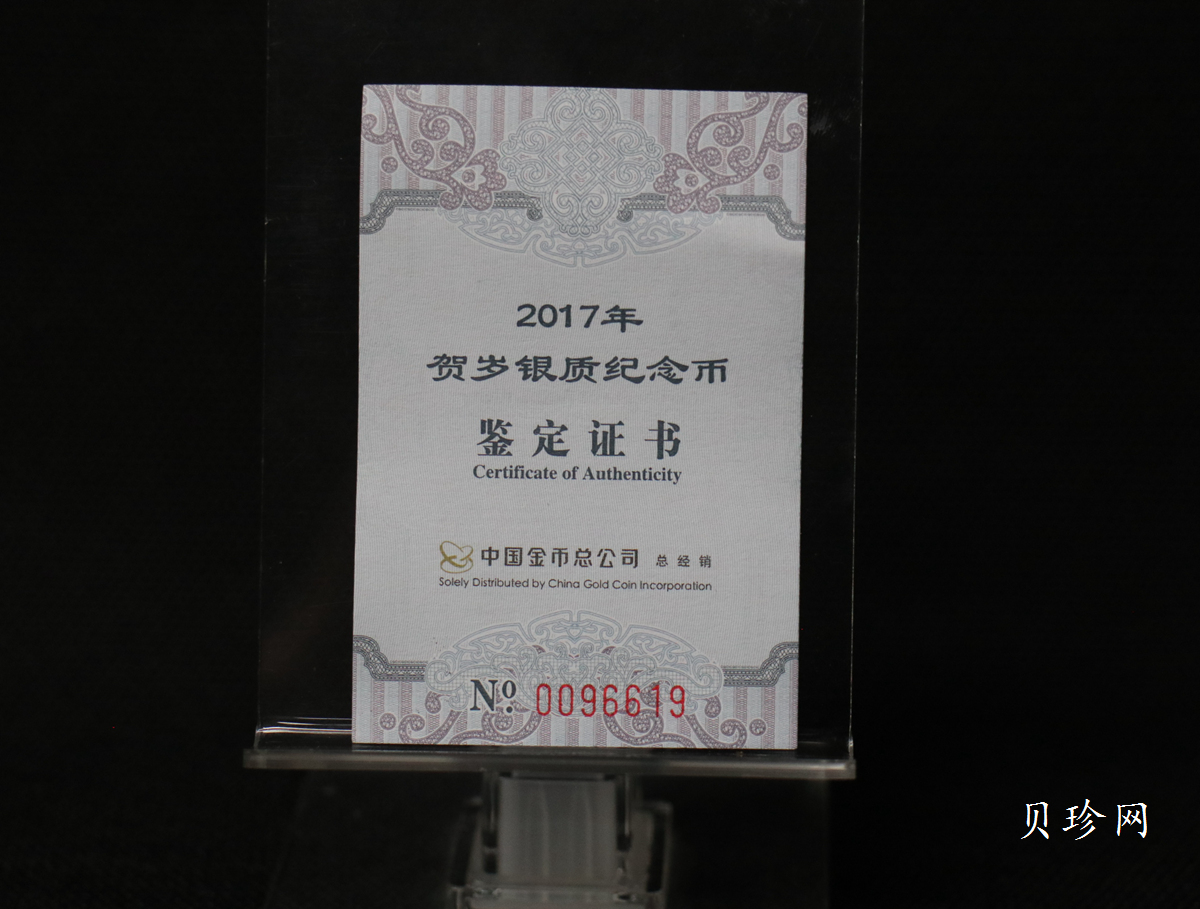 2017年
贺岁银质纪念币
鉴定证书
Certificate of Authenticity
中国金币总公司 总经销
Solely Distributed by China Gold Coin Incorporation
Nº. 0096619
贝珍网